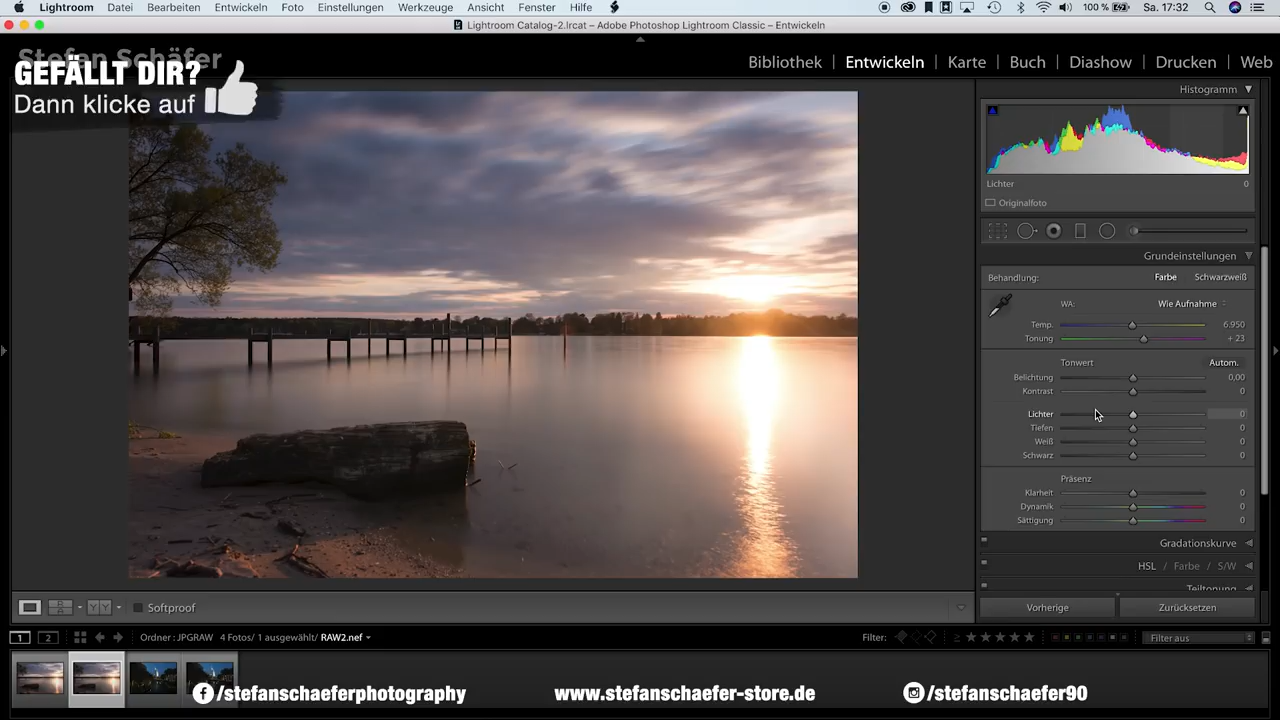 Lightroom Datei Bearbeiten Entwickeln Foto Einstellungen Werkzeuge Ansicht Fenster Hilfe 100 % Sa. 17:32
Lightroom Catalog-2.lrcat – Adobe Photoshop Lightroom Classic – Entwickeln
Stefan Schäfer
GEFÄLLT DIR?
Dann klicke auf
Bibliothek | Entwickeln | Karte | Buch | Diashow | Drucken | Web
Histogramm
Lichter 0
Originalfoto
Grundeinstellungen
Behandlung: Farbe Schwarzweiß
WA: Wie Aufnahme
Temp. 6.950
Tonung + 23
Tonwert Autom.
Belichtung 0,00
Kontrast 0
Lichter 0
Tiefen 0
Weiß 0
Schwarz 0
Präsenz
Klarheit 0
Dynamik 0
Sättigung 0
Gradationskurve
HSL / Farbe / S/W
Teiltonung
Softproof
Vorherige Zurücksetzen
1 2 Ordner : JPGRAW 4 Fotos/ 1 ausgewählt/ RAW2.nef Filter: Filter aus
/stefanschaeferphotography www.stefanschaefer-store.de /stefanschaefer90